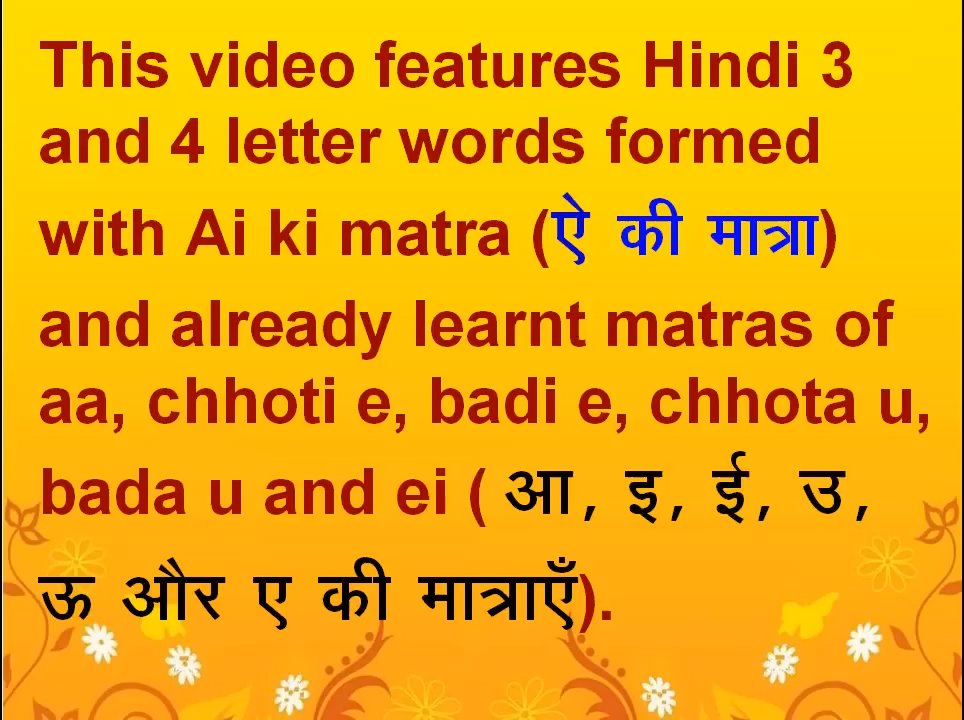 This video features Hindi 3
and 4 letter words formed
with Ai ki matra (ऐ की मात्रा)
and already learnt matras of
aa, chhoti e, badi e, chhota u,
bada u and ei ( आ, इ, ई, उ,
ऊ और ए की मात्राएँ).